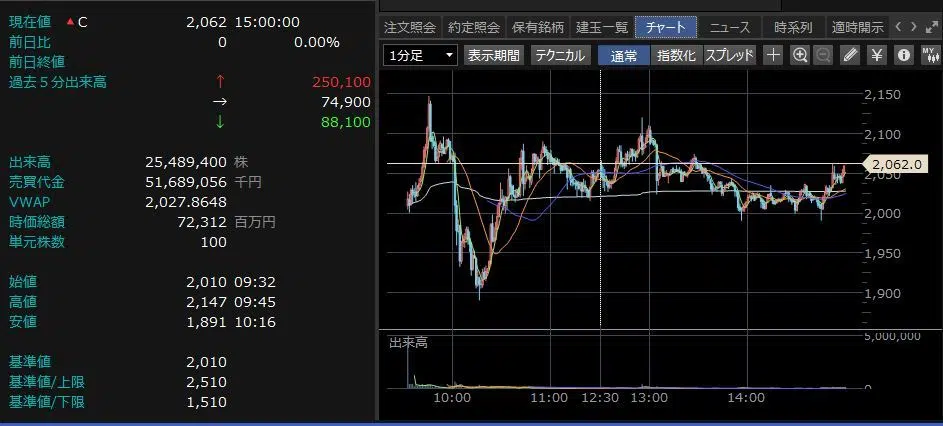 現在値 ▲C 2,062 15:00:00
前日比 0 0.00%
前日終値
過去５分出来高 ↑ 250,100
→ 74,900
↓ 88,100
出来高 25,489,400 株
売買代金 51,689,056 千円
VWAP 2,027.8648
時価総額 72,312 百万円
単元株数 100
始値 2,010 09:32
高値 2,147 09:45
安値 1,891 10:16
基準値 2,010
基準値/上限 2,510
基準値/下限 1,510
注文照会 約定照会 保有銘柄 建玉一覧 チャート ニュース 時系列 適時開示
1分足 表示期間 テクニカル 通常 指数化 スプレッド ¥ MY
2,150
2,100
2,062.0
2,050
2,000
1,950
1,900
出来高 5,000,000
0
10:00 11:00 12:30 13:00 14:00